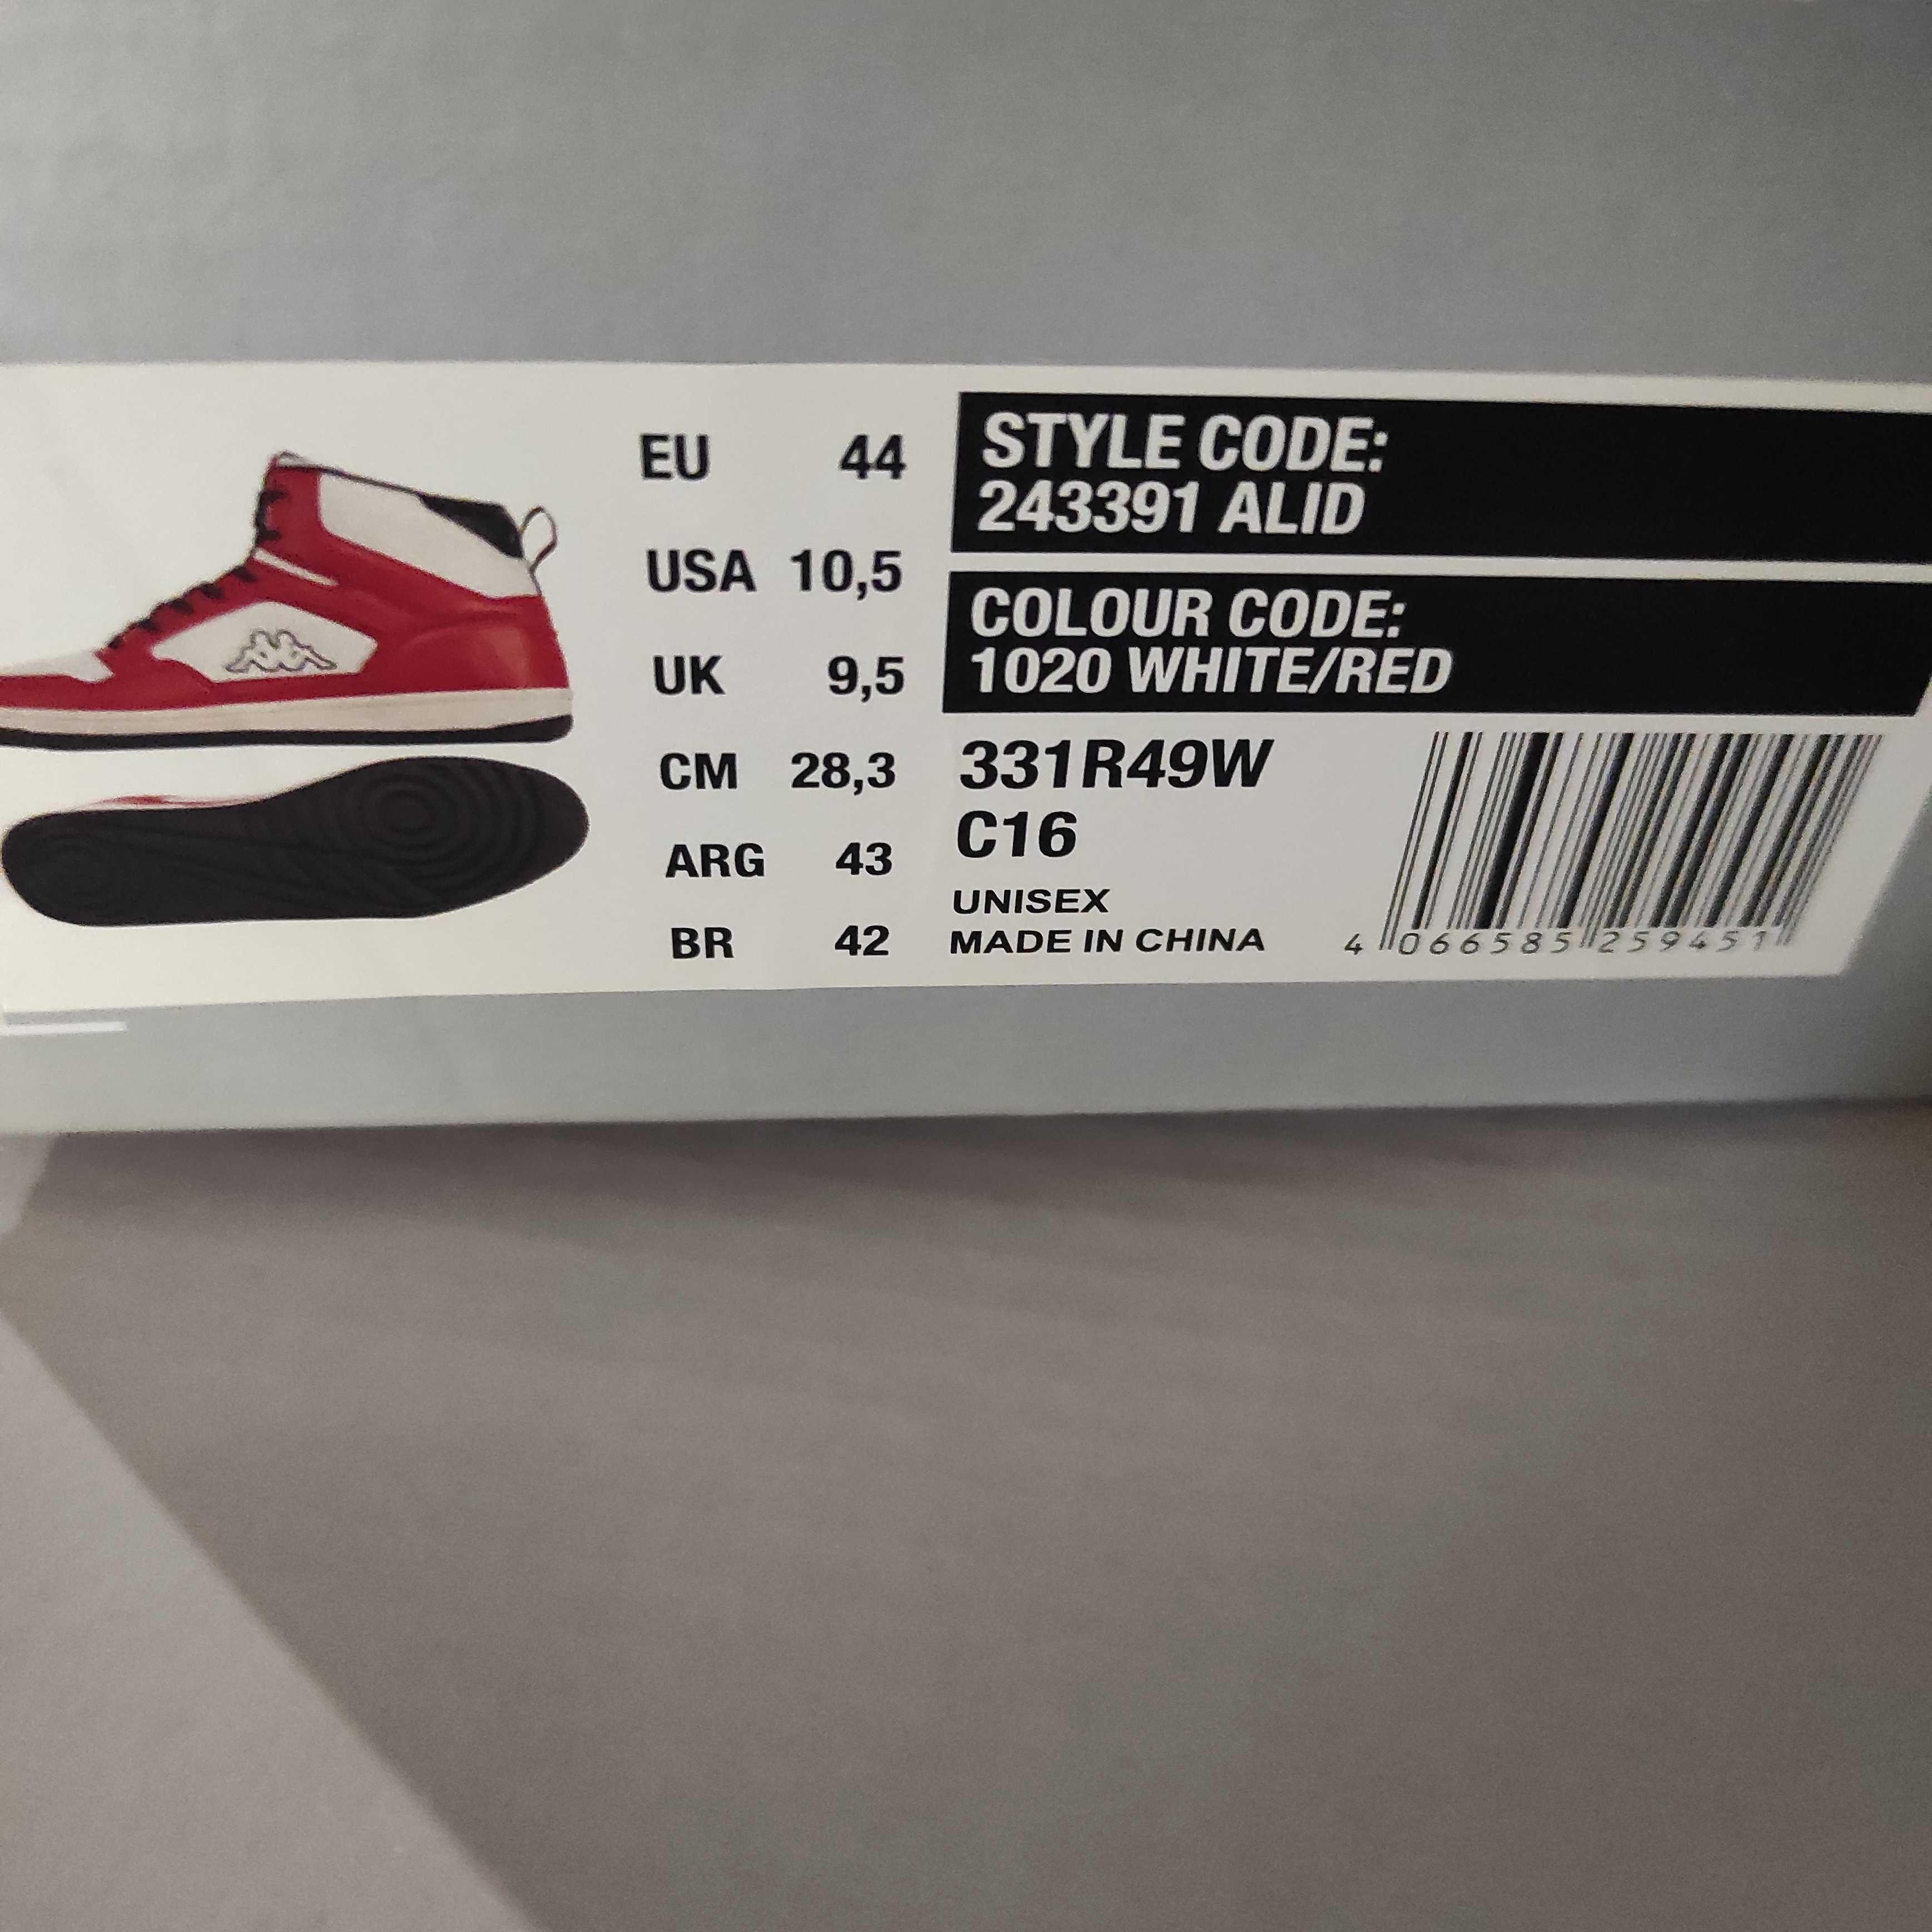 EU 44
USA 10,5
UK 9,5
CM 28,3
ARG 43
BR 42
STYLE CODE:
243391 ALID
COLOUR CODE:
1020 WHITE/RED
331R49W
C16
UNISEX
MADE IN CHINA
4 066585 259451